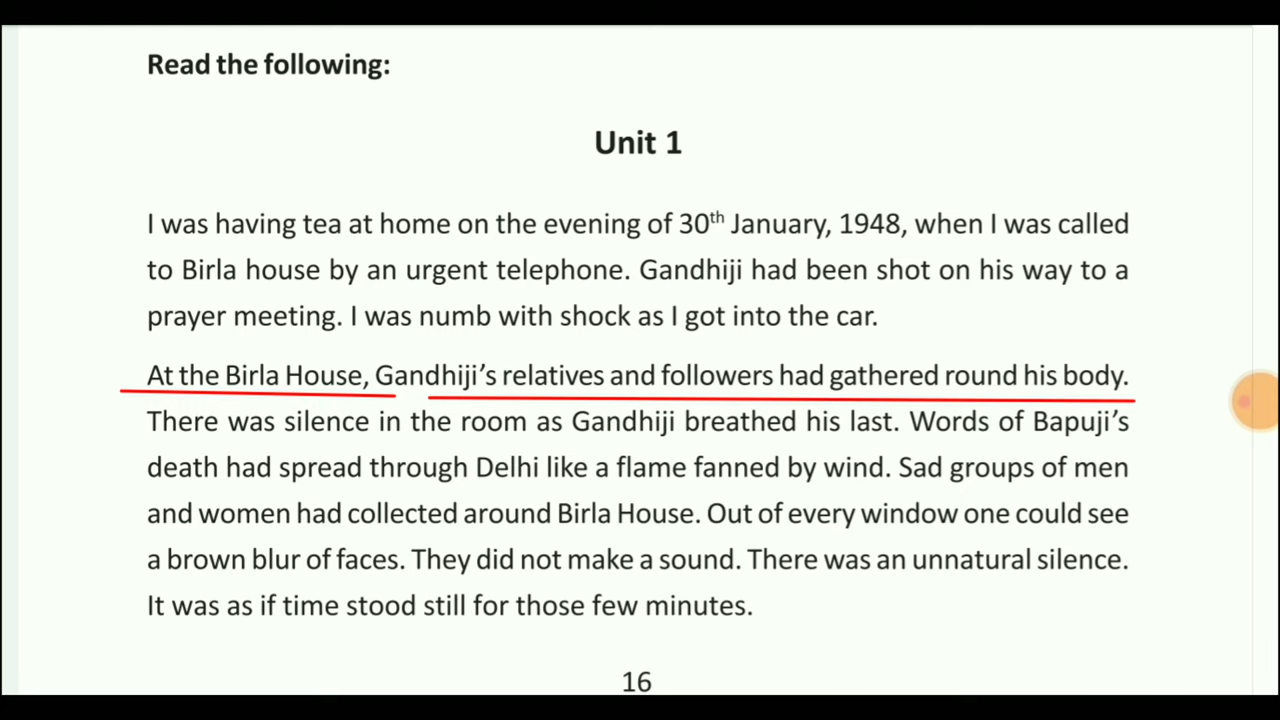 Read the following:
Unit 1
I was having tea at home on the evening of 30th January, 1948, when I was called
to Birla house by an urgent telephone. Gandhiji had been shot on his way to a
prayer meeting. I was numb with shock as I got into the car.
At the Birla House, Gandhiji’s relatives and followers had gathered round his body.
There was silence in the room as Gandhiji breathed his last. Words of Bapuji’s
death had spread through Delhi like a flame fanned by wind. Sad groups of men
and women had collected around Birla House. Out of every window one could see
a brown blur of faces. They did not make a sound. There was an unnatural silence.
It was as if time stood still for those few minutes.
16